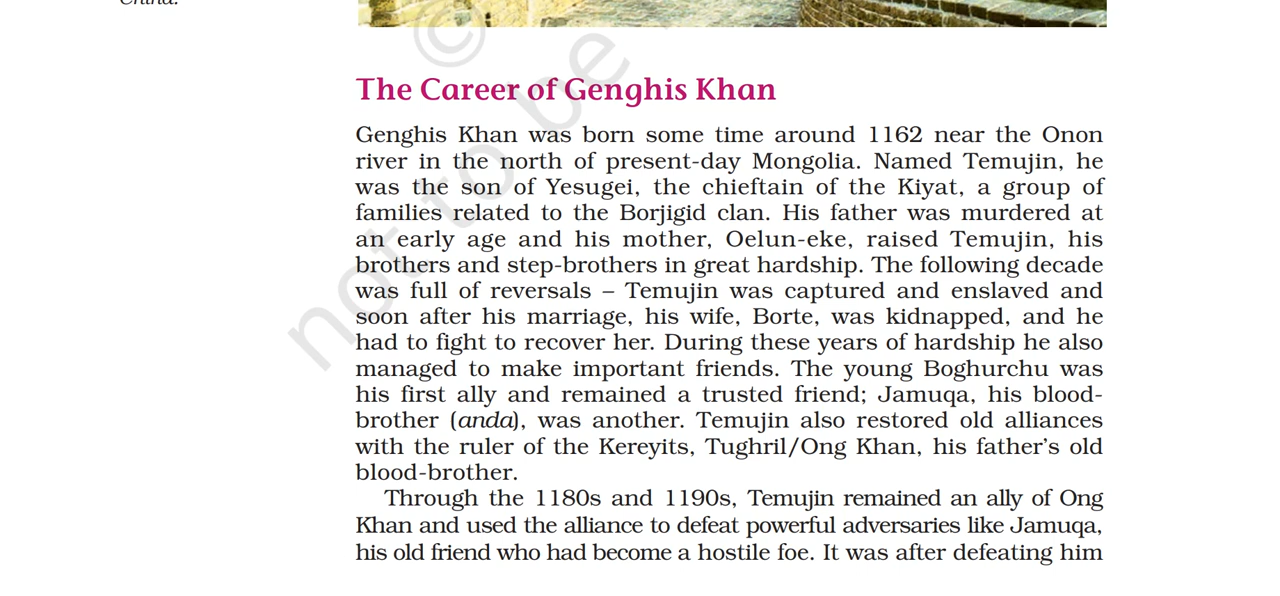 China.
©
not to be
The Career of Genghis Khan
Genghis Khan was born some time around 1162 near the Onon
river in the north of present-day Mongolia. Named Temujin, he
was the son of Yesugei, the chieftain of the Kiyat, a group of
families related to the Borjigid clan. His father was murdered at
an early age and his mother, Oelun-eke, raised Temujin, his
brothers and step-brothers in great hardship. The following decade
was full of reversals – Temujin was captured and enslaved and
soon after his marriage, his wife, Borte, was kidnapped, and he
had to fight to recover her. During these years of hardship he also
managed to make important friends. The young Boghurchu was
his first ally and remained a trusted friend; Jamuqa, his blood-
brother (anda), was another. Temujin also restored old alliances
with the ruler of the Kereyits, Tughril/Ong Khan, his father’s old
blood-brother.
Through the 1180s and 1190s, Temujin remained an ally of Ong
Khan and used the alliance to defeat powerful adversaries like Jamuqa,
his old friend who had become a hostile foe. It was after defeating him